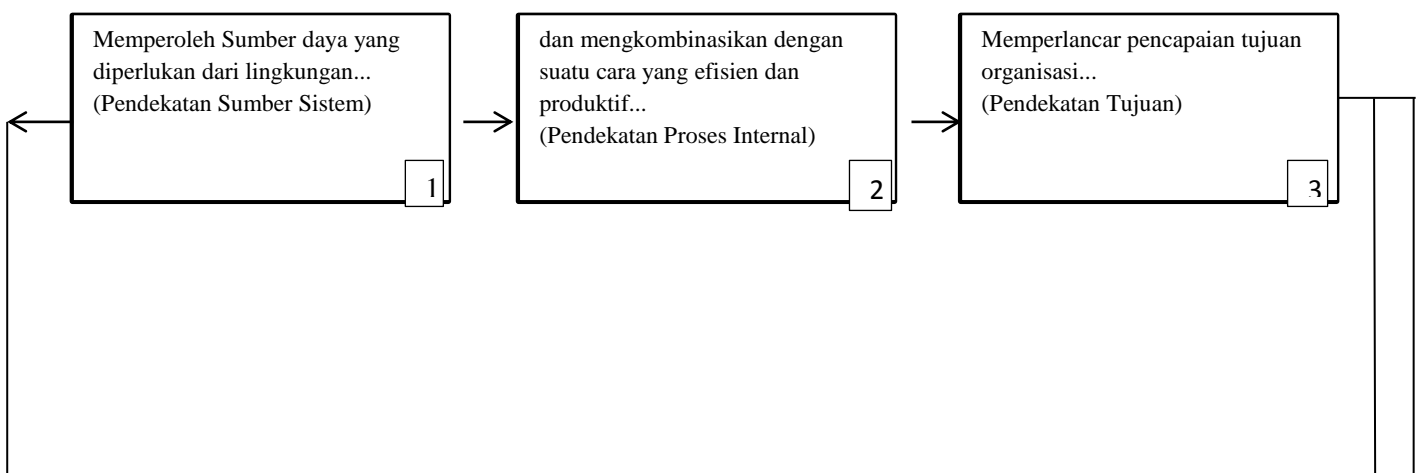 Memperoleh Sumber daya yang
diperlukan dari lingkungan...
(Pendekatan Sumber Sistem)
1
dan mengkombinasikan dengan
suatu cara yang efisien dan
produktif...
(Pendekatan Proses Internal)
2
Memperlancar pencapaian tujuan
organisasi...
(Pendekatan Tujuan)
3